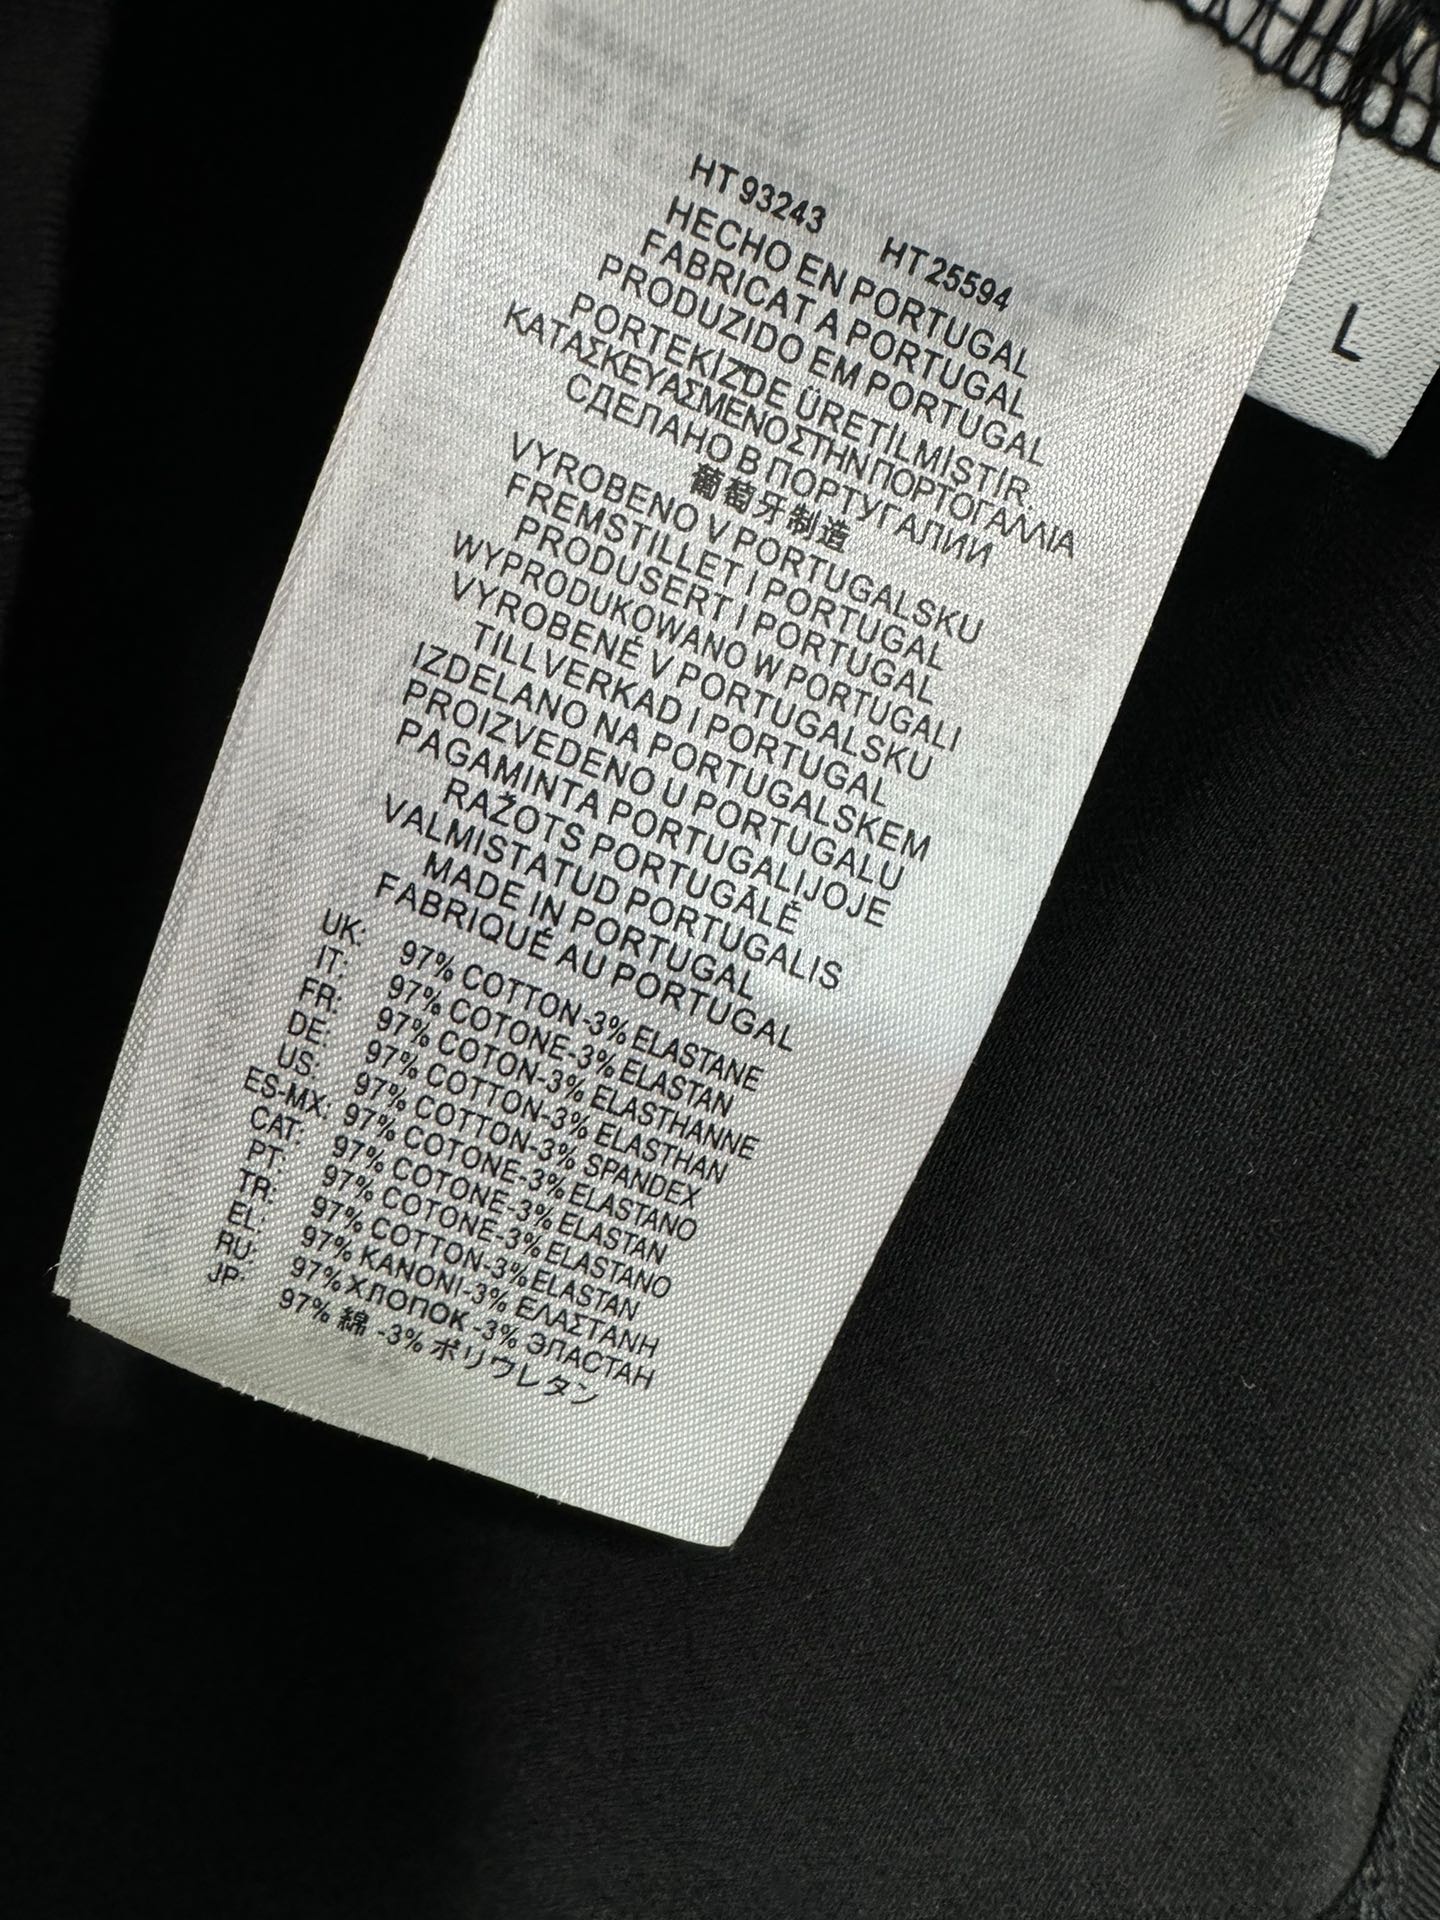 HT 93243 HT 25594
HECHO EN PORTUGAL
FABRICAT A PORTUGAL
PRODUZIDO EM PORTUGAL
PORTEKİZ'DE ÜRETILMİSTİR
ΚΑΤΑΣΚΕΥΑΣΜΕΝΟΣΤΗΝΠΟΡΤΟΓΑΛΛΙΑ
СДЕЛАНО В ПОРТУГАЛИИ
葡萄牙制造
VYROBENO V PORTUGALSKU
FREMSTILLET I PORTUGAL
PRODUSERT I PORTUGAL
WYPRODUKOWANO W PORTUGALI
VYROBENÉ V PORTUGALSKU
TILLVERKAD I PORTUGAL
IZDELANO NA PORTUGALSKEM
PROIZVEDENO U PORTUGALU
PAGAMINTA PORTUGALIJOJE
RAŽOTS PORTUGĀLĒ
VALMISTATUD PORTUGALIS
MADE IN PORTUGAL
FABRIQUÉ AU PORTUGAL
UK: 97% COTTON-3% ELASTANE
IT: 97% COTONE-3% ELASTAN
FR: 97% COTON-3% ELASTHANNE
DE: 97% COTTON-3% ELASTHAN
US: 97% COTTON-3% SPANDEX
ES-MX: 97% COTONE-3% ELASTANO
CAT: 97% COTONE-3% ELASTAN
PT: 97% COTONE-3% ELASTANO
TR: 97% COTTON-3% ELASTAN
EL: 97% KANONI-3% ΕΛΑΣΤΑΝΗ
RU: 97% ХЛОПОК -3% ЭЛАСТАН
JP: 97% 綿 -3% ポリウレタン
L